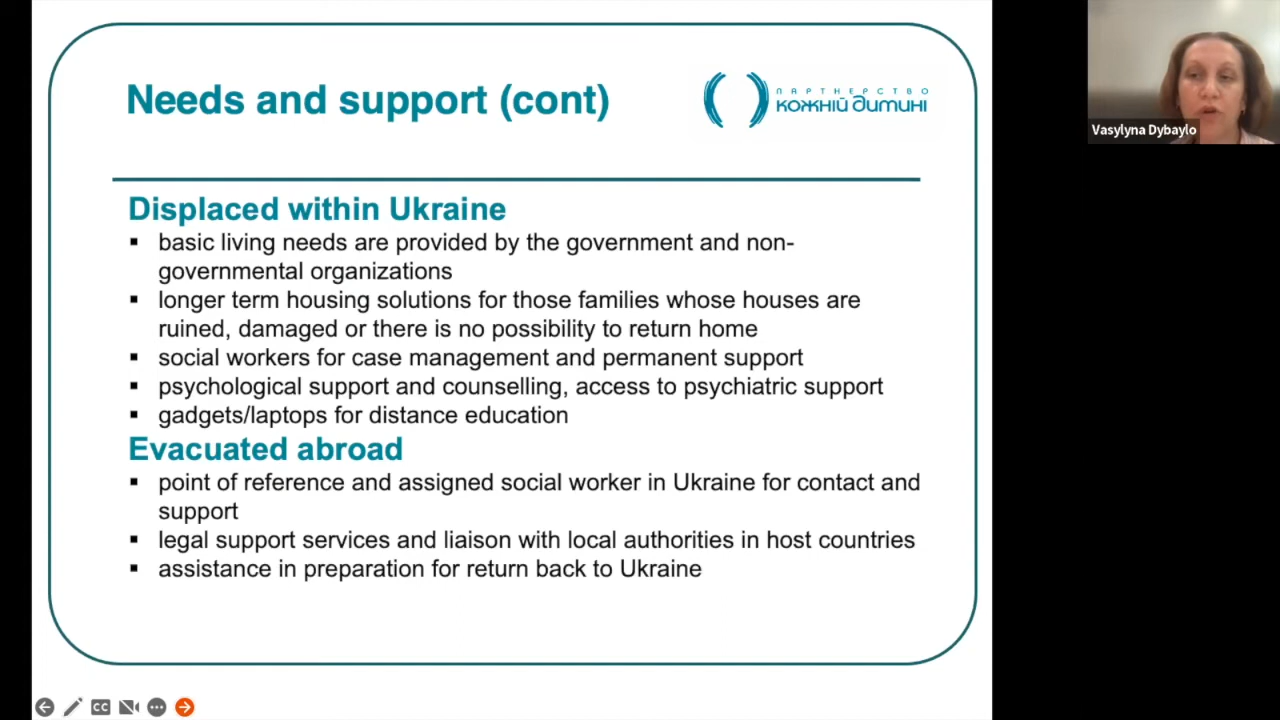 Needs and support (cont)
ПАРТНЕРСТВО
КОЖНІЙ ДИТИНІ
Vasylyna Dybaylo
Displaced within Ukraine
▪ basic living needs are provided by the government and non-
governmental organizations
▪ longer term housing solutions for those families whose houses are
ruined, damaged or there is no possibility to return home
▪ social workers for case management and permanent support
▪ psychological support and counselling, access to psychiatric support
▪ gadgets/laptops for distance education
Evacuated abroad
▪ point of reference and assigned social worker in Ukraine for contact and
support
▪ legal support services and liaison with local authorities in host countries
▪ assistance in preparation for return back to Ukraine
CC